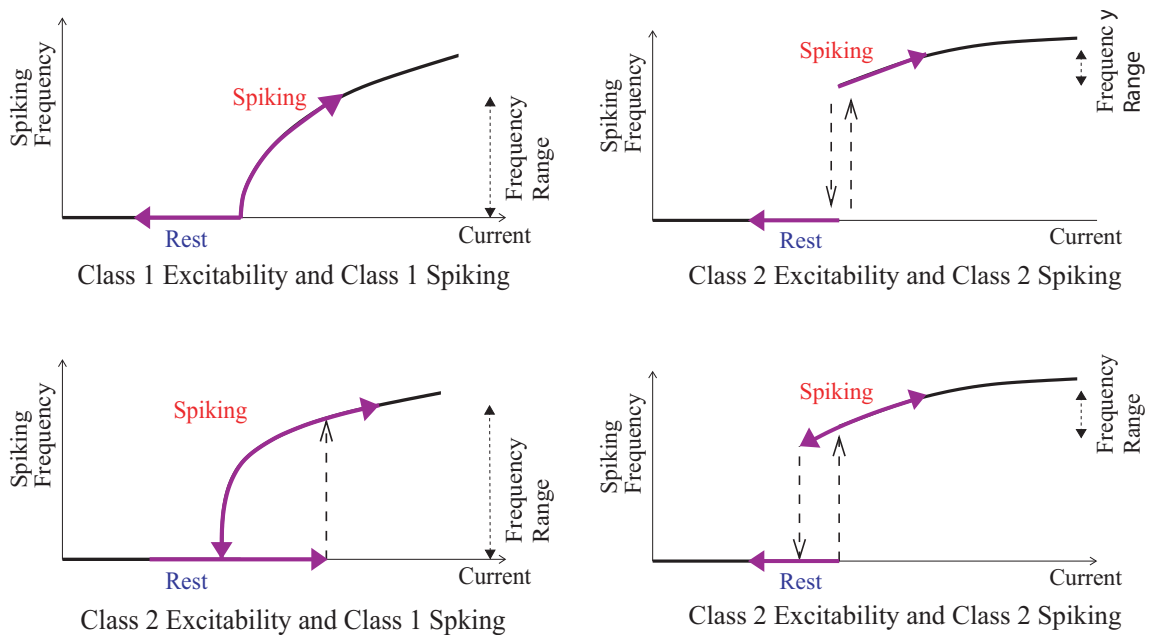 Spiking
Frequency
Spiking
Frequency
Range
Rest
Current
Class 1 Excitability and Class 1 Spiking
Spiking
Frequency
Spiking
Frequency
Range
Rest
Current
Class 2 Excitability and Class 2 Spiking
Spiking
Frequency
Spiking
Frequency
Range
Rest
Current
Class 2 Excitability and Class 1 Spking
Spiking
Frequency
Spiking
Frequency
Range
Rest
Current
Class 2 Excitability and Class 2 Spiking